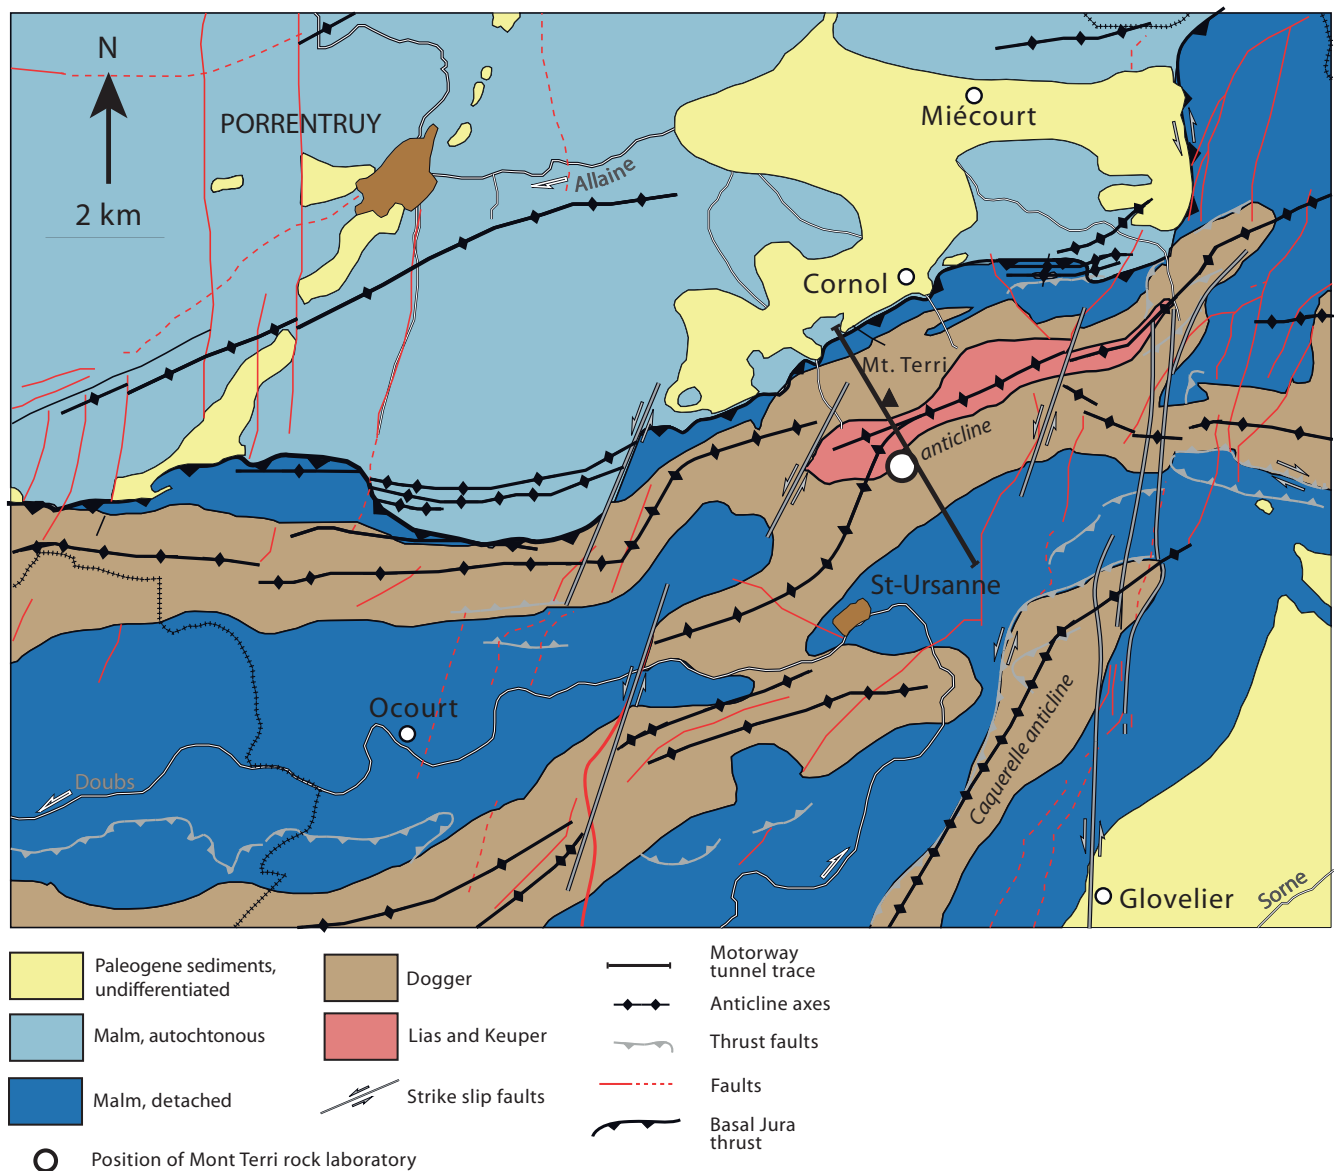 N
PORRENTRUY
2 km
Allaine
Miécourt
Cornol
Mt. Terri
anticline
St-Ursanne
Ocourt
Doubs
Caquerelle anticline
Glovelier
Sorne
Paleogene sediments,
undifferentiated
Malm, autochtonous
Malm, detached
Position of Mont Terri rock laboratory
Dogger
Lias and Keuper
Strike slip faults
Motorway
tunnel trace
Anticline axes
Thrust faults
Faults
Basal Jura
thrust